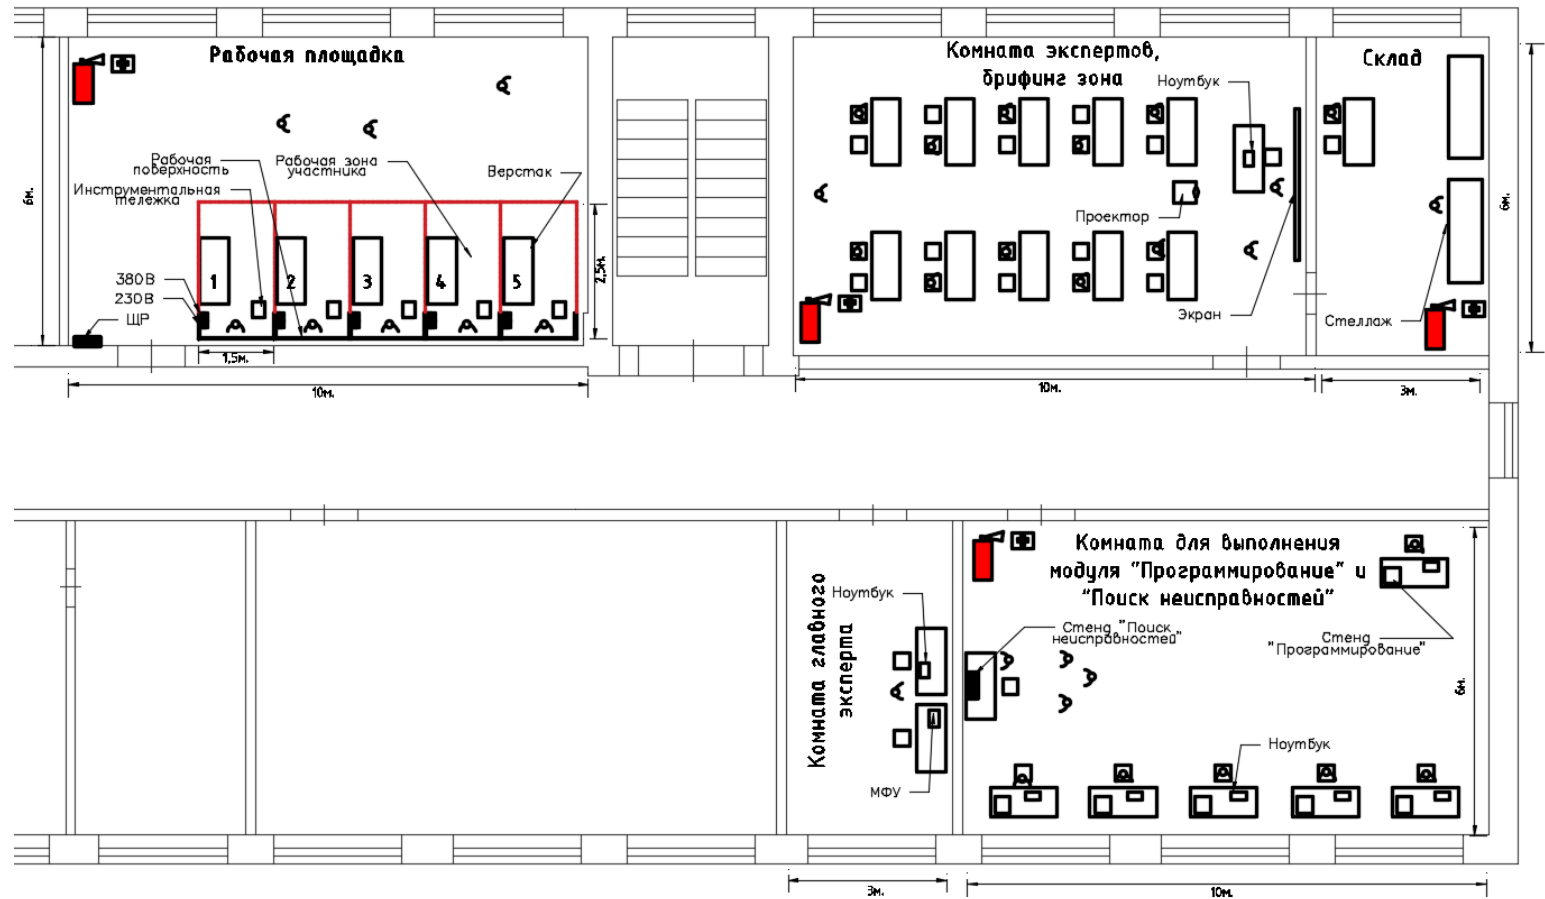 Рабочая площадка
Рабочая
поверхность
Рабочая зона
участника
Верстак
Инструментальная
тележка
1
2
3
4
5
380В
230В
ЩР
6м.
2,5м.
1,5м.
10м.
Комната экспертов,
брифинг зона
Ноутбук
Проектор
Экран
10м.
Склад
Стеллаж
6м.
3м.
Комната главного
эксперта
Ноутбук
МФУ
3м.
Комната для выполнения
модуля "Программирование" и
"Поиск неисправностей"
Стенд "Поиск
неисправностей"
Стенд
"Программирование"
Ноутбук
6м.
10м.